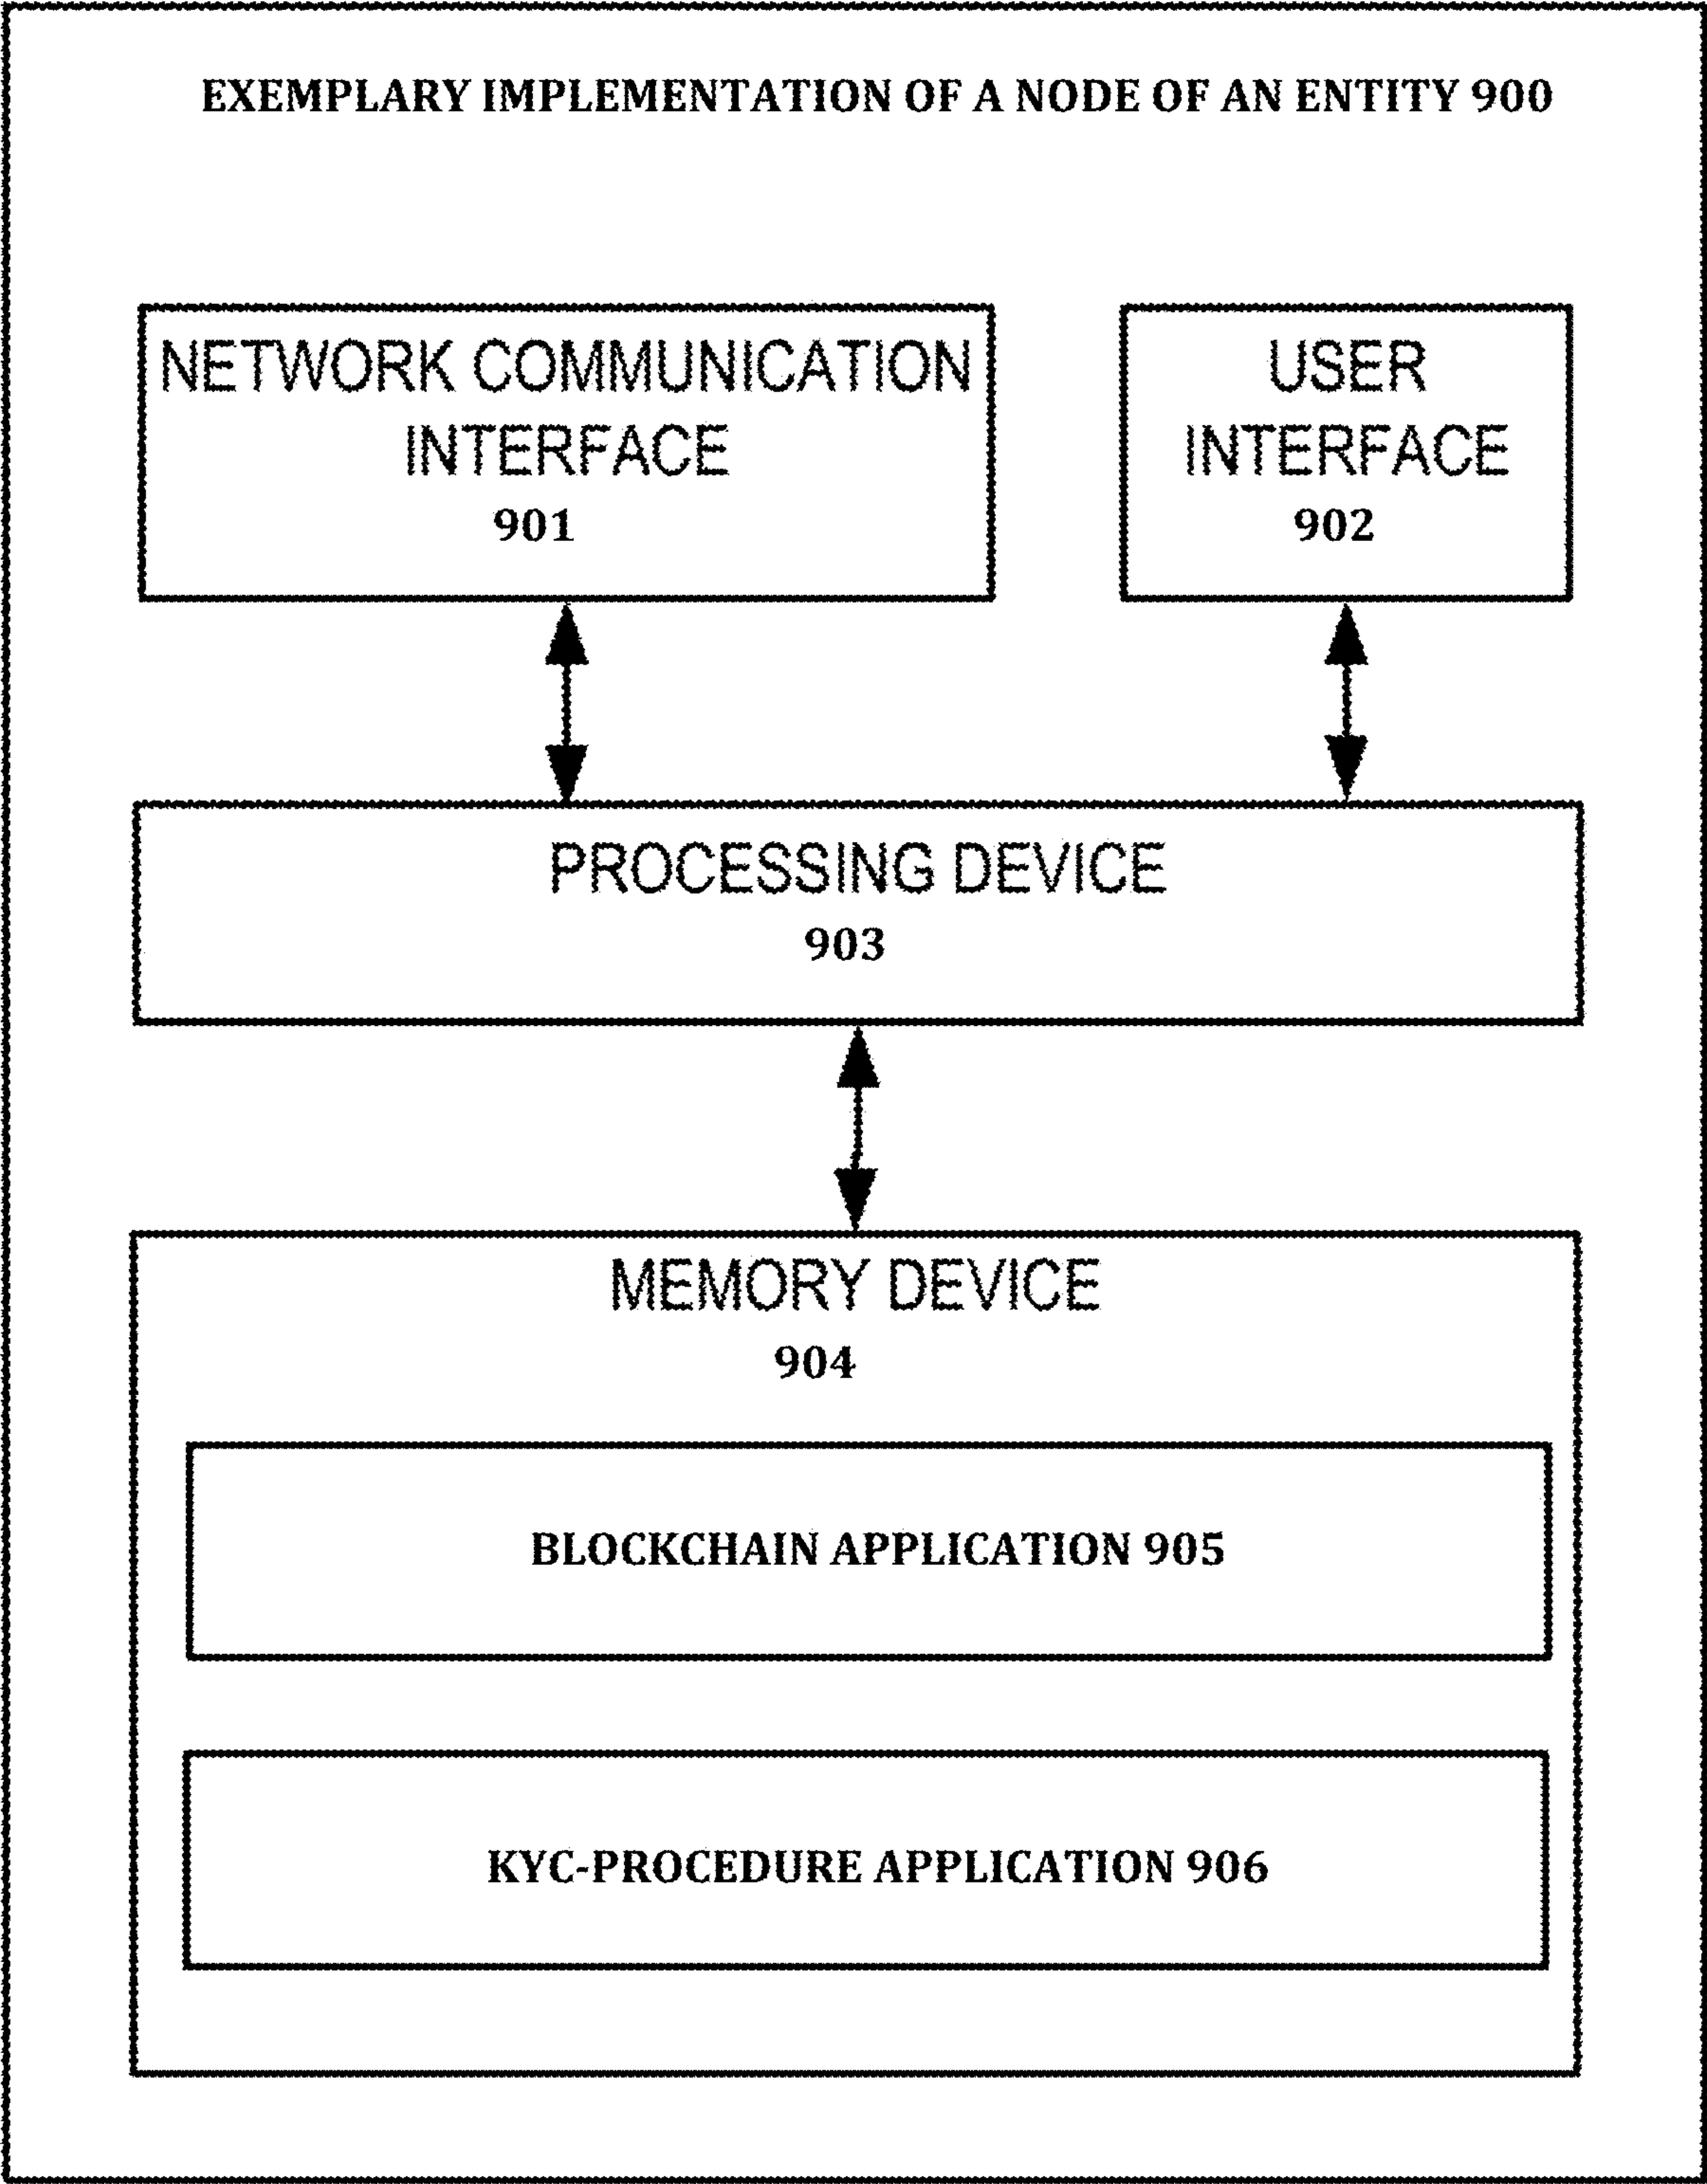 EXEMPLARY IMPLEMENTATION OF A NODE OF AN ENTITY 900
NETWORK COMMUNICATION
INTERFACE
901
USER
INTERFACE
902
PROCESSING DEVICE
903
MEMORY DEVICE
904
BLOCKCHAIN APPLICATION 905
KYC-PROCEDURE APPLICATION 906